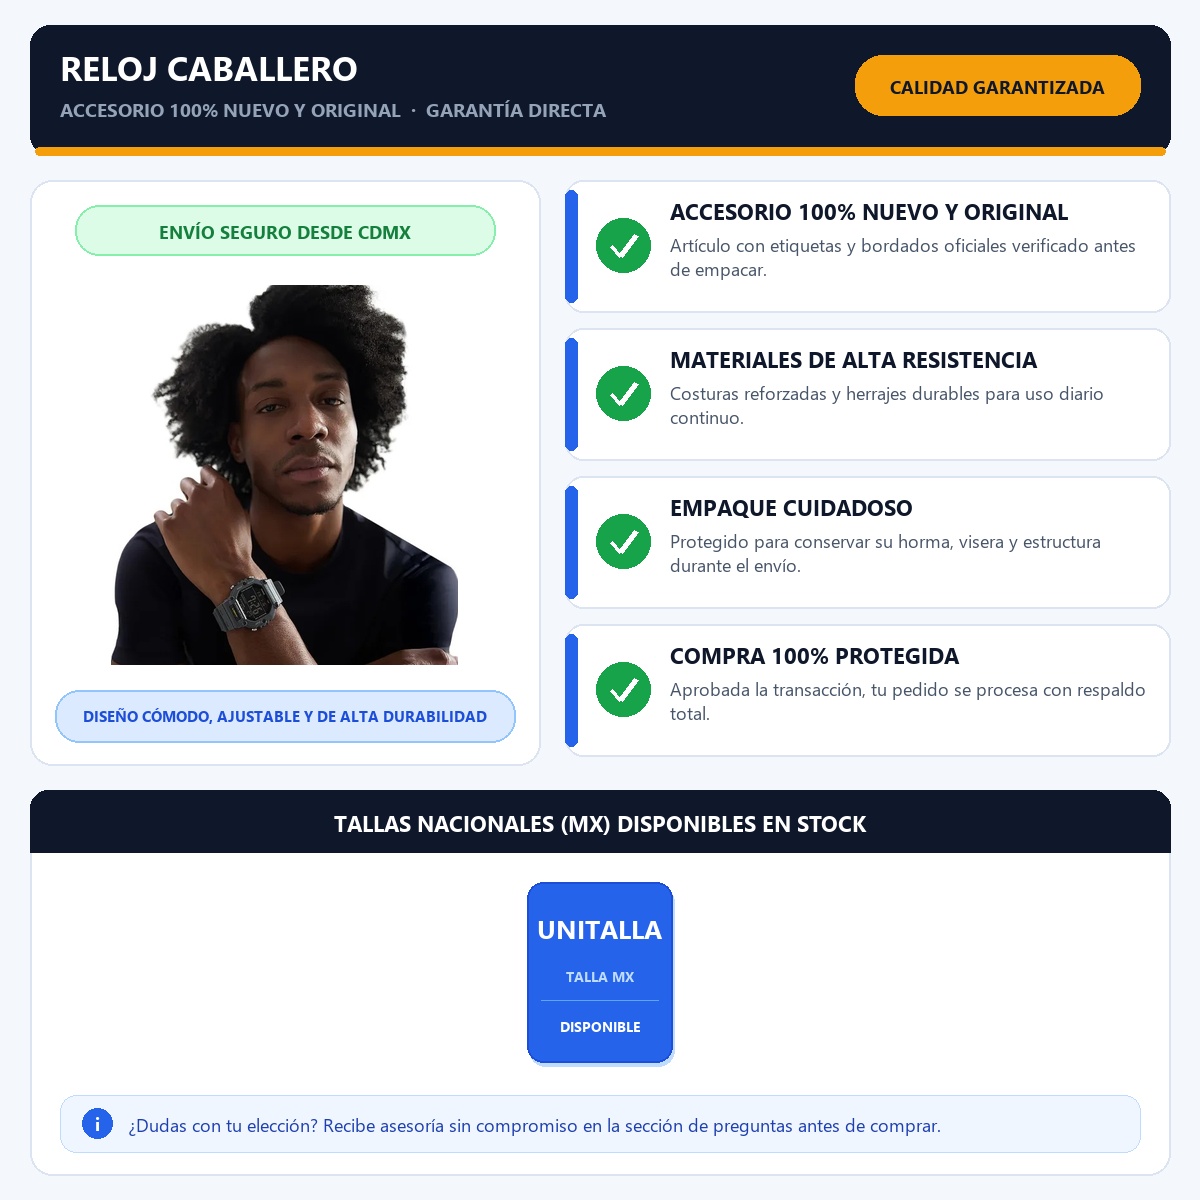 RELOJ CABALLERO
ACCESORIO 100% NUEVO Y ORIGINAL · GARANTÍA DIRECTA
CALIDAD GARANTIZADA
ENVÍO SEGURO DESDE CDMX
DISEÑO CÓMODO, AJUSTABLE Y DE ALTA DURABILIDAD
ACCESORIO 100% NUEVO Y ORIGINAL
Artículo con etiquetas y bordados oficiales verificado antes
de empacar.
MATERIALES DE ALTA RESISTENCIA
Costuras reforzadas y herrajes durables para uso diario
continuo.
EMPAQUE CUIDADOSO
Protegido para conservar su horma, visera y estructura
durante el envío.
COMPRA 100% PROTEGIDA
Aprobada la transacción, tu pedido se procesa con respaldo
total.
TALLAS NACIONALES (MX) DISPONIBLES EN STOCK
UNITALLA
TALLA MX
DISPONIBLE
¿Dudas con tu elección? Recibe asesoría sin compromiso en la sección de preguntas antes de comprar.